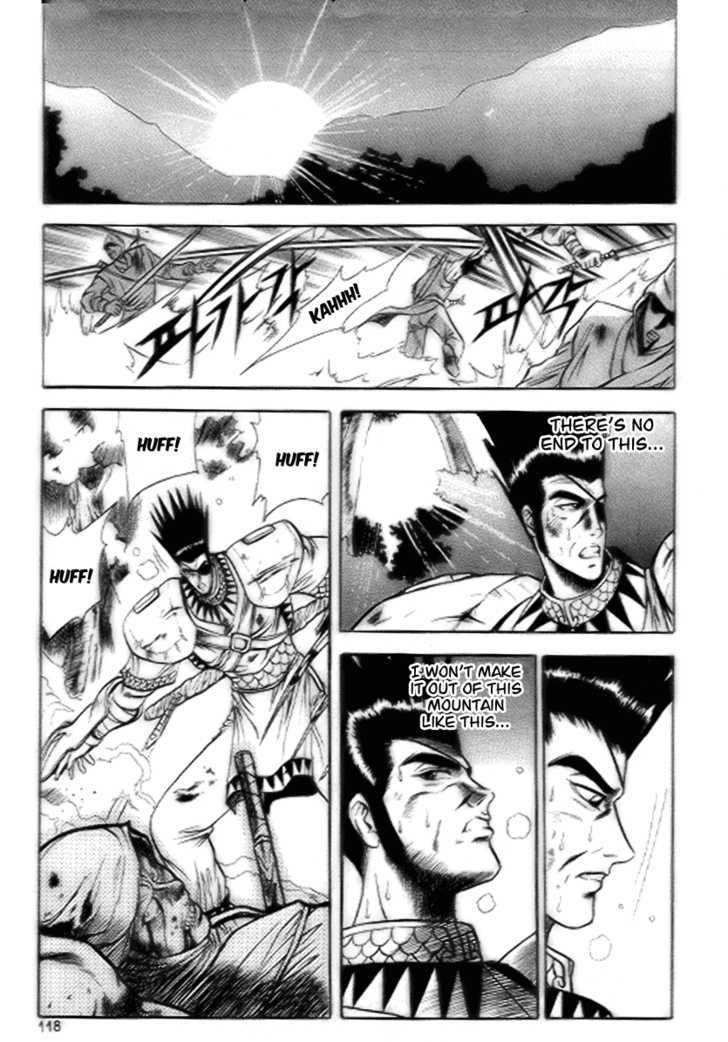 파가각
KAHHH!
파각
HUFF!
HUFF!
HUFF!
THERE'S NO
END TO THIS...
I WON'T MAKE
IT OUT OF THIS
MOUNTAIN
LIKE THIS...
118